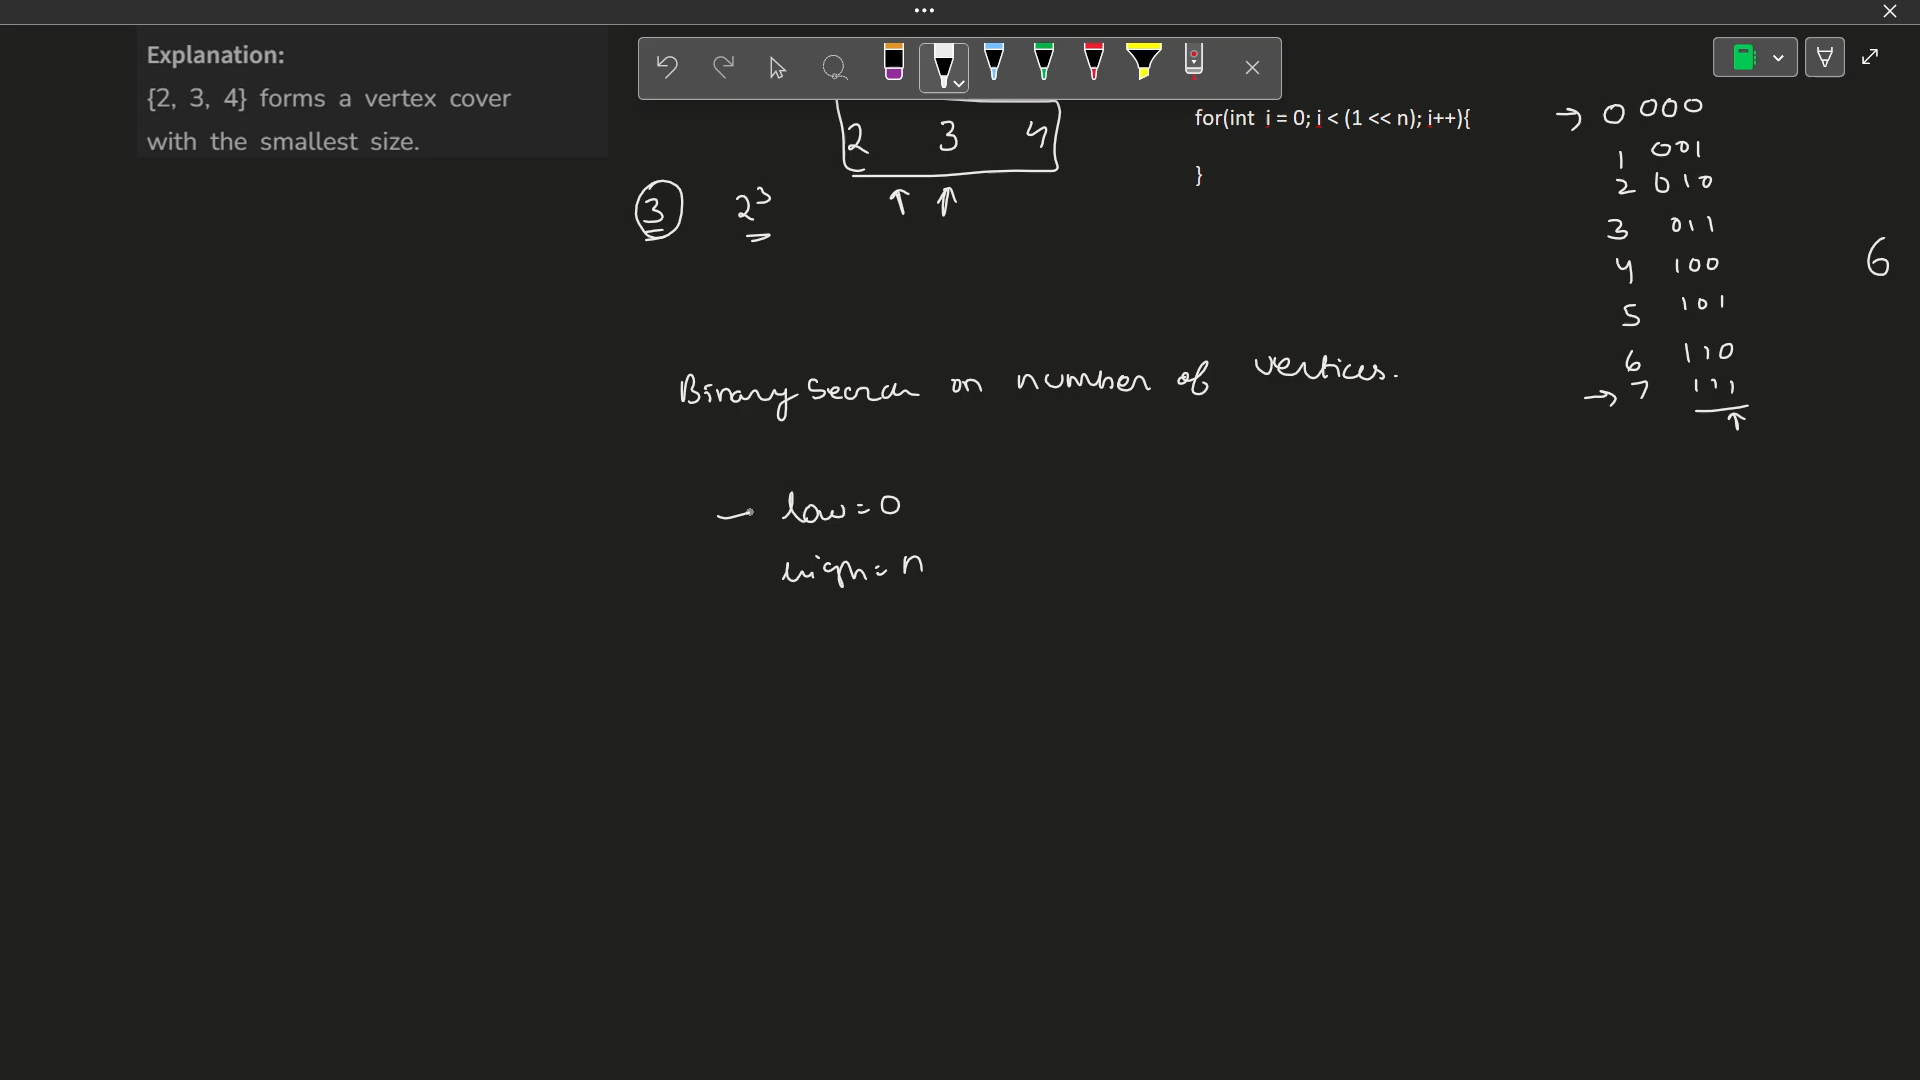 Explanation:
{2, 3, 4} forms a vertex cover
with the smallest size.
2 3 4
for(int i = 0; i < (1 << n); i++){
}
3 2^3
→ 0 000
1 001
2 010
3 011
4 100
5 101
6 110
→ 7 111
6
Binary Search on number of vertices.
low = 0
high = n